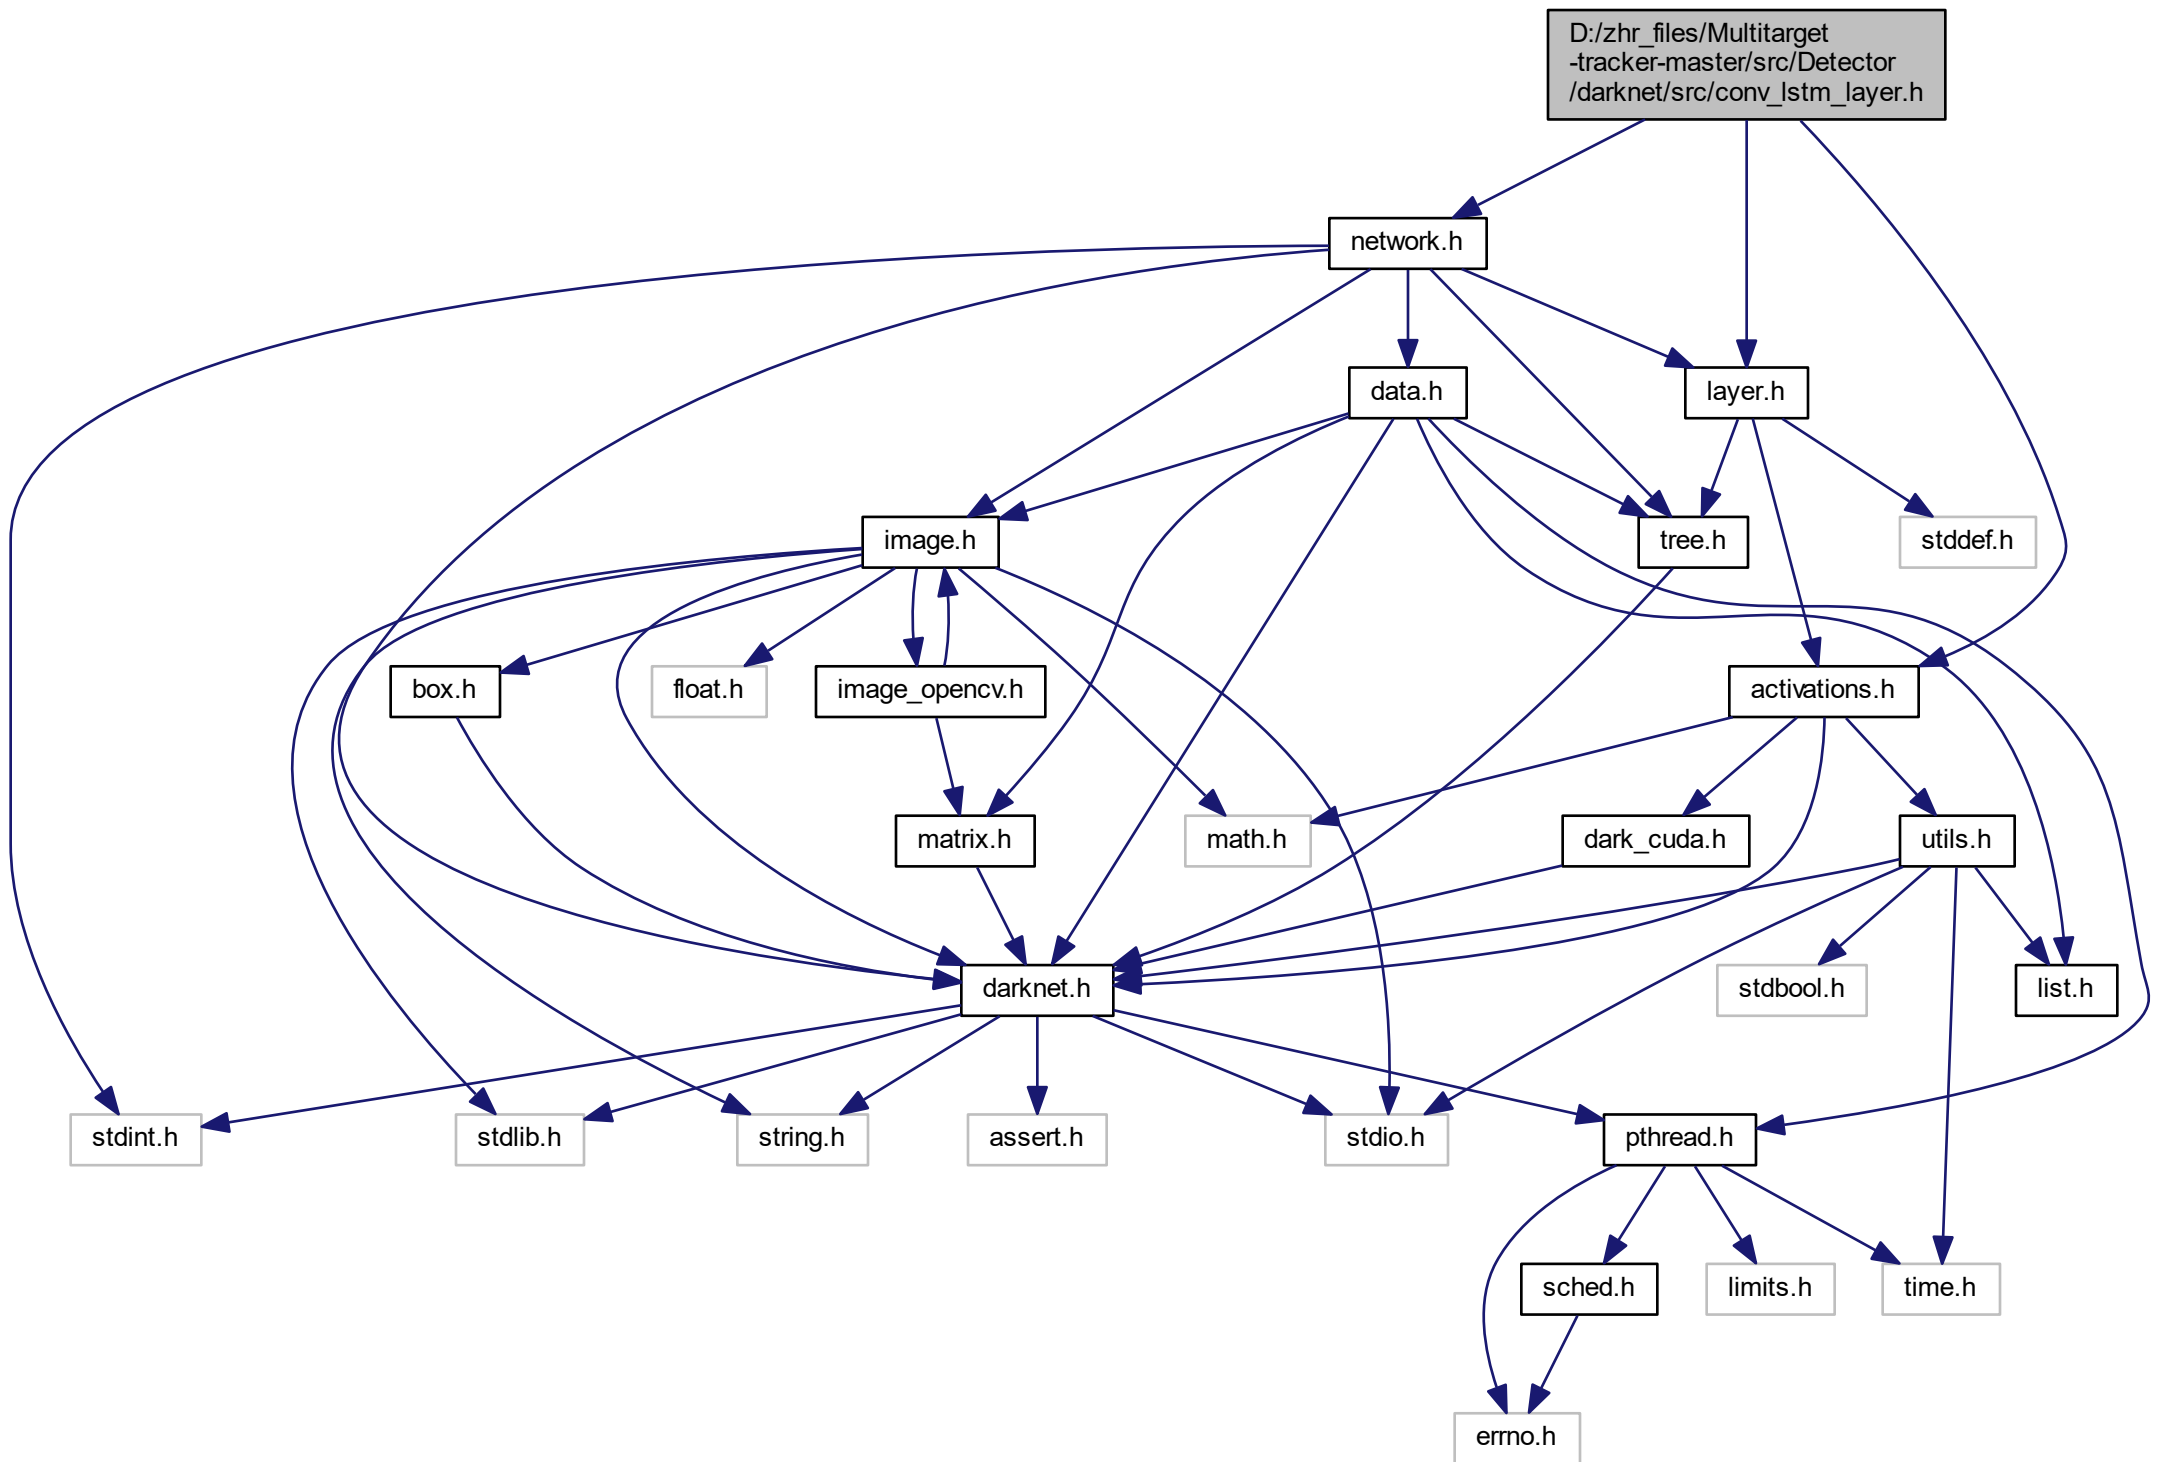 D:/zhr_files/Multitarget
-tracker-master/src/Detector
/darknet/src/conv_lstm_layer.h
network.h
data.h
layer.h
image.h
tree.h
stddef.h
box.h
float.h
image_opencv.h
activations.h
matrix.h
math.h
dark_cuda.h
utils.h
darknet.h
stdbool.h
list.h
stdint.h
stdlib.h
string.h
assert.h
stdio.h
pthread.h
sched.h
limits.h
time.h
errno.h